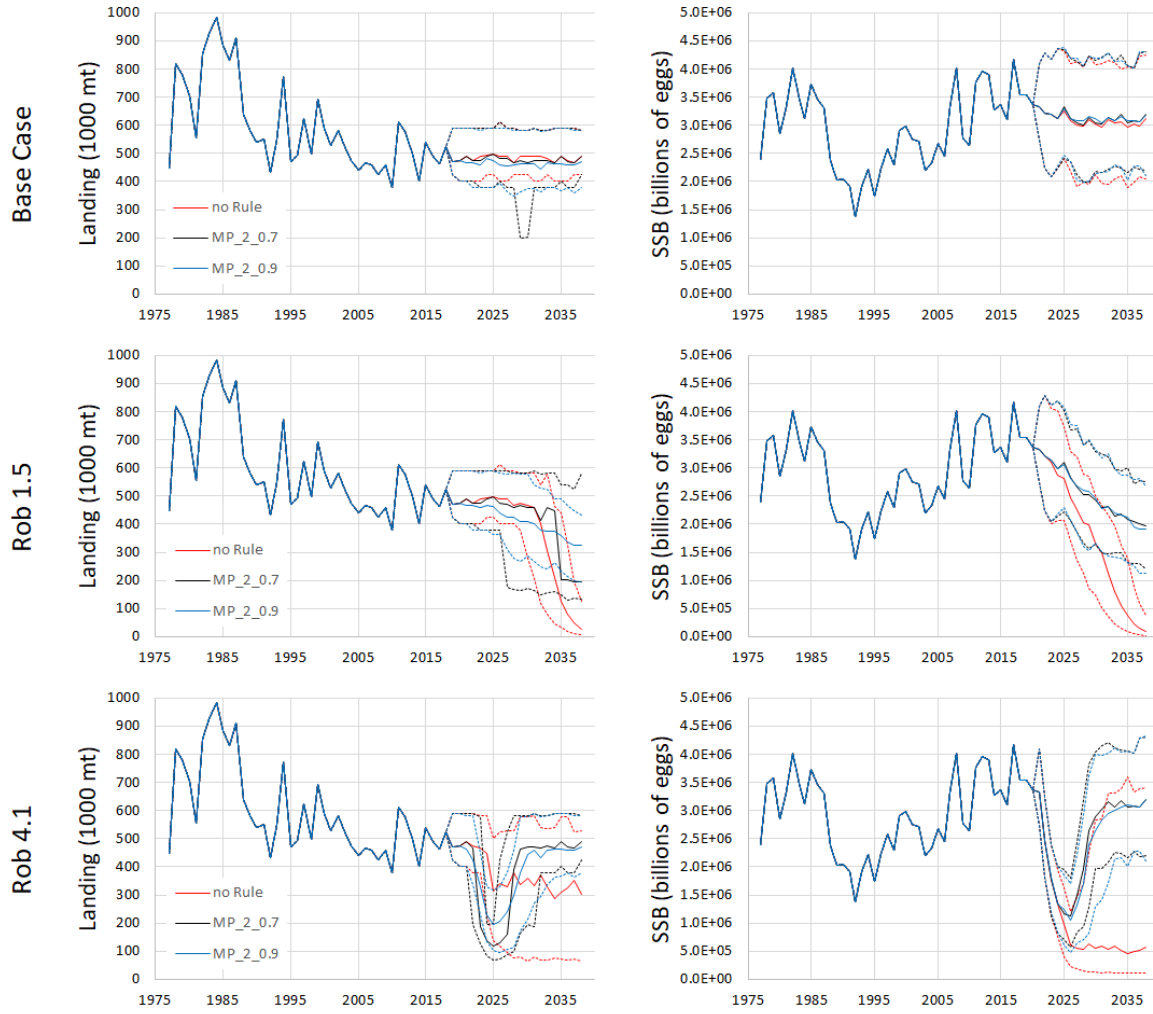 Base Case
Landing (1000 mt)
1000
900
800
700
600
500
400
300
200
100
0
no Rule
MP_2_0.7
MP_2_0.9
1975 1985 1995 2005 2015 2025 2035
SSB (billions of eggs)
5.0E+06
4.5E+06
4.0E+06
3.5E+06
3.0E+06
2.5E+06
2.0E+06
1.5E+06
1.0E+06
5.0E+05
0.0E+00
1975 1985 1995 2005 2015 2025 2035
Rob 1.5
Landing (1000 mt)
1000
900
800
700
600
500
400
300
200
100
0
no Rule
MP_2_0.7
MP_2_0.9
1975 1985 1995 2005 2015 2025 2035
SSB (billions of eggs)
5.0E+06
4.5E+06
4.0E+06
3.5E+06
3.0E+06
2.5E+06
2.0E+06
1.5E+06
1.0E+06
5.0E+05
0.0E+00
1975 1985 1995 2005 2015 2025 2035
Rob 4.1
Landing (1000 mt)
1000
900
800
700
600
500
400
300
200
100
0
no Rule
MP_2_0.7
MP_2_0.9
1975 1985 1995 2005 2015 2025 2035
SSB (billions of eggs)
5.0E+06
4.5E+06
4.0E+06
3.5E+06
3.0E+06
2.5E+06
2.0E+06
1.5E+06
1.0E+06
5.0E+05
0.0E+00
1975 1985 1995 2005 2015 2025 2035